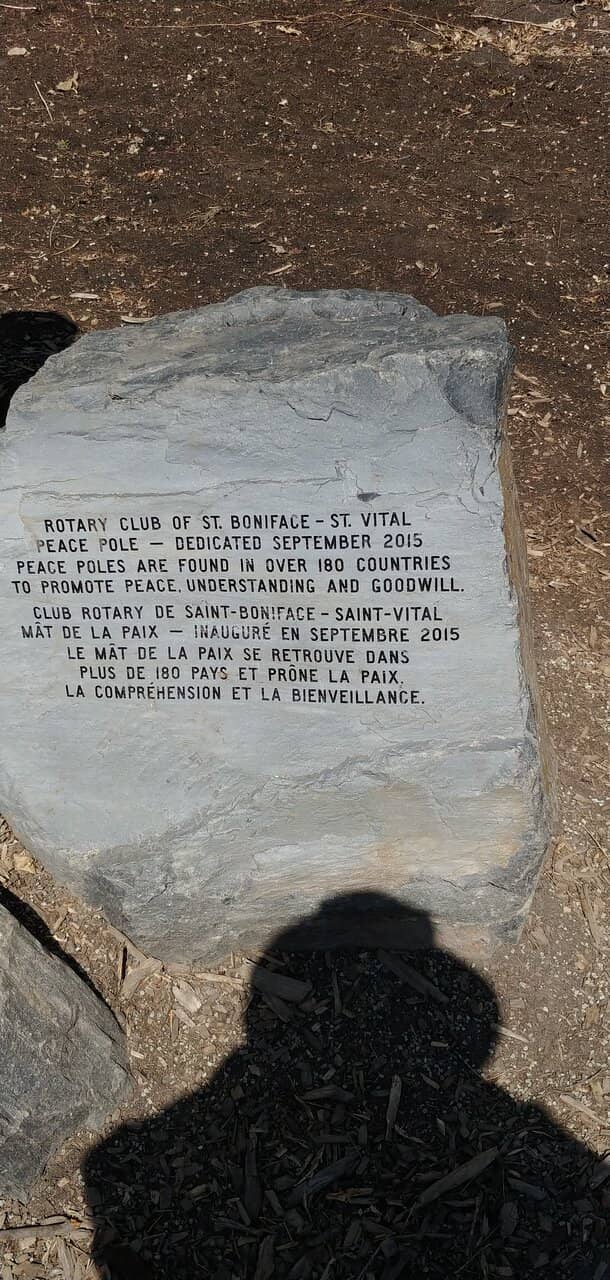 ROTARY CLUB OF ST. BONIFACE – ST. VITAL
PEACE POLE – DEDICATED SEPTEMBER 2015
PEACE POLES ARE FOUND IN OVER 180 COUNTRIES
TO PROMOTE PEACE, UNDERSTANDING AND GOODWILL.
CLUB ROTARY DE SAINT-BONIFACE – SAINT-VITAL
MÂT DE LA PAIX – INAUGURÉ EN SEPTEMBRE 2015
LE MÂT DE LA PAIX SE RETROUVE DANS
PLUS DE 180 PAYS ET PRÔNE LA PAIX,
LA COMPRÉHENSION ET LA BIENVEILLANCE.